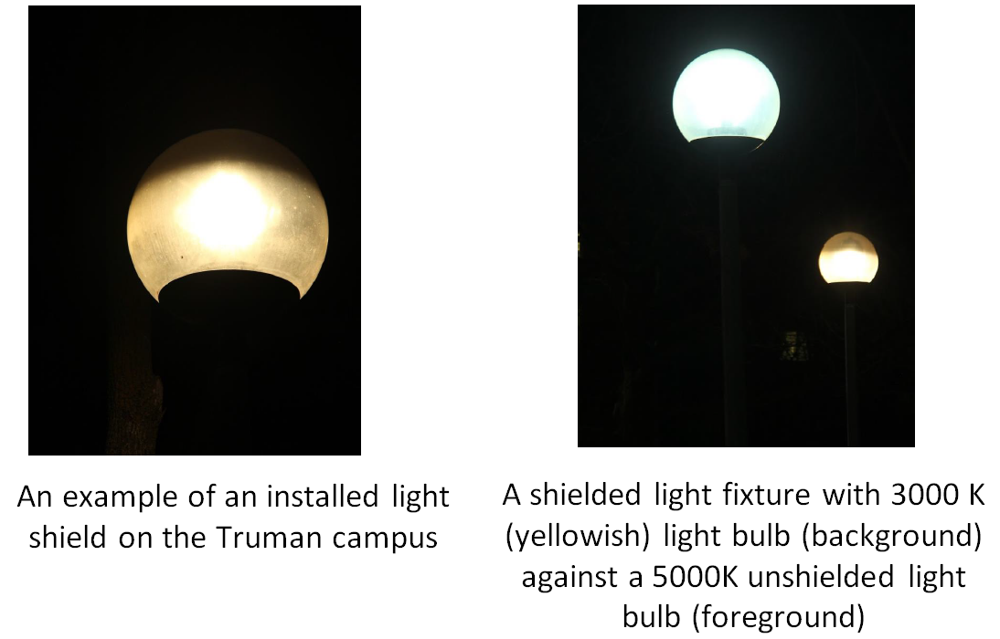 An example of an installed light
shield on the Truman campus
A shielded light fixture with 3000 K
(yellowish) light bulb (background)
against a 5000K unshielded light
bulb (foreground)